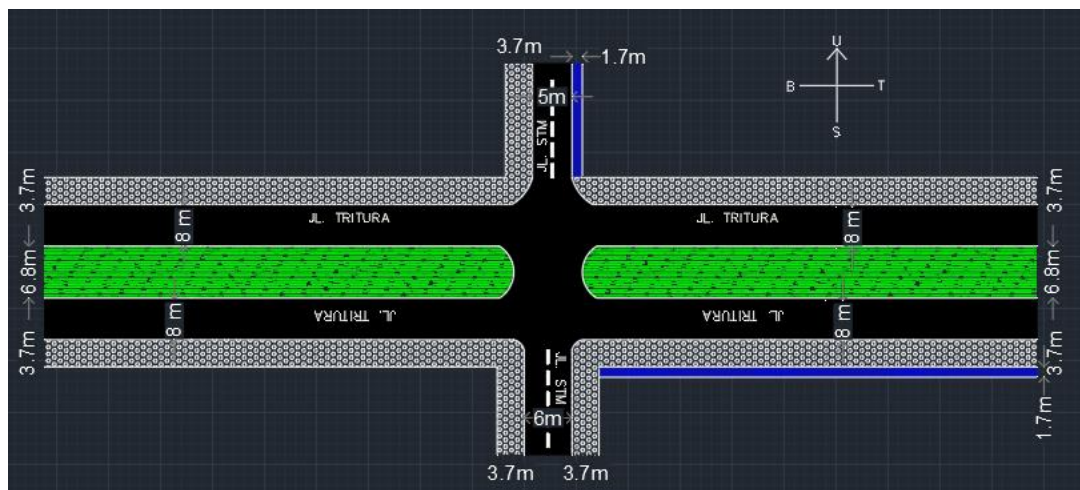 3.7m
1.7m
U
B
T
S
5m
JL. STM
3.7m
8 m
JL. TRITURA
JL. TRITURA
8 m
3.7m
6.8m
6.8m
3.7m
8 m
JL. TRITURA
JL. TRITURA
8m
3.7m
JL. STM
6m
1.7m
3.7m
3.7m